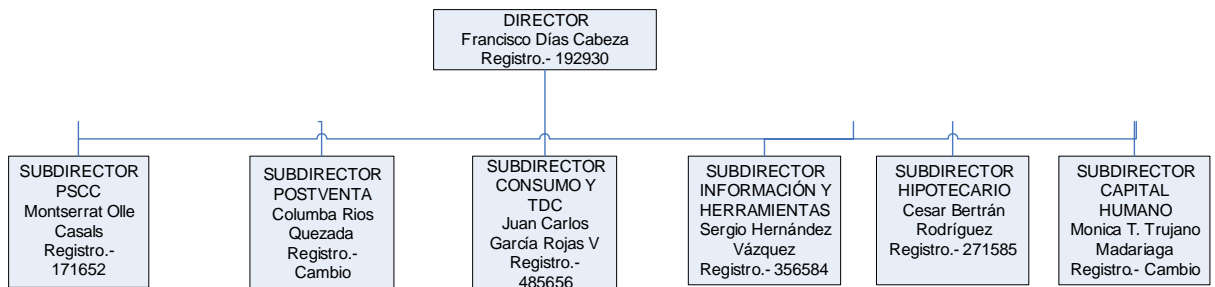 DIRECTOR
Francisco Días Cabeza
Registro.- 192930
SUBDIRECTOR
PSCC
Montserrat Olle
Casals
Registro.-
171652
SUBDIRECTOR
POSTVENTA
Columba Rios
Quezada
Registro.-
Cambio
SUBDIRECTOR
CONSUMO Y
TDC
Juan Carlos
García Rojas V
Registro.-
485656
SUBDIRECTOR
INFORMACIÓN Y
HERRAMIENTAS
Sergio Hernández
Vázquez
Registro.- 356584
SUBDIRECTOR
HIPOTECARIO
Cesar Bertrán
Rodríguez
Registro.- 271585
SUBDIRECTOR
CAPITAL
HUMANO
Monica T. Trujano
Madariaga
Registro.- Cambio